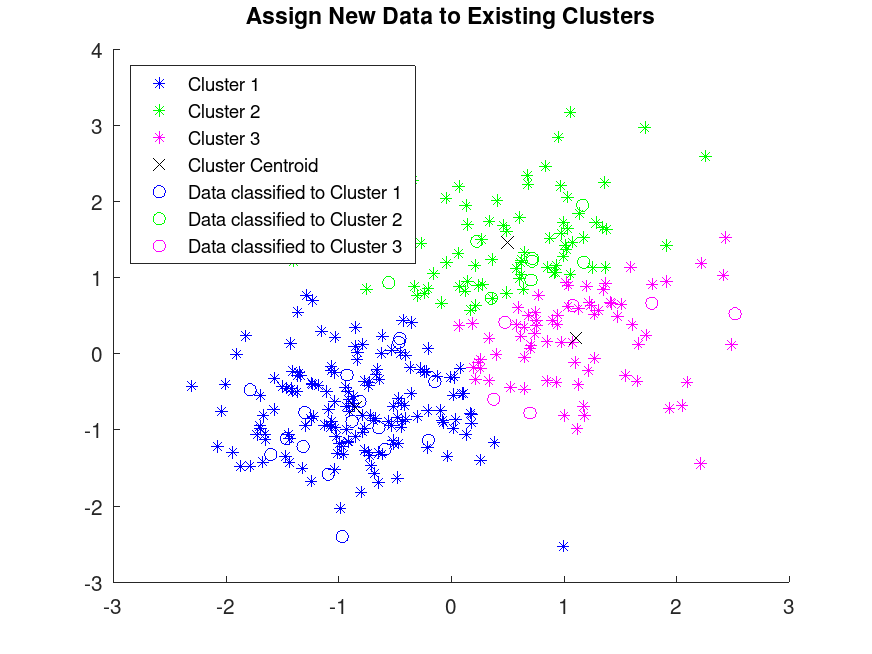 Assign New Data to Existing Clusters
4
3
2
1
0
-1
-2
-3
Cluster 1
Cluster 2
Cluster 3
Cluster Centroid
Data classified to Cluster 1
Data classified to Cluster 2
Data classified to Cluster 3
-3 -2 -1 0 1 2 3